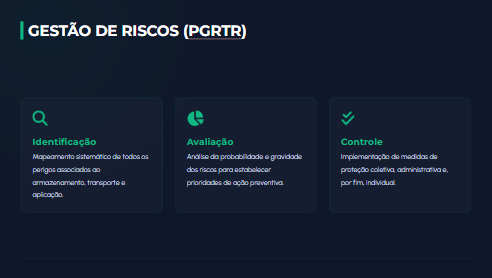 GESTÃO DE RISCOS (PGRTR)
Identificação
Mapeamento sistemático de todos os
perigos associados ao
armazenamento, transporte e
aplicação.
Avaliação
Análise da probabilidade e gravidade
dos riscos para estabelecer
prioridades de ação preventiva.
Controle
Implementação de medidas de
proteção coletiva, administrativa e,
por fim, individual.